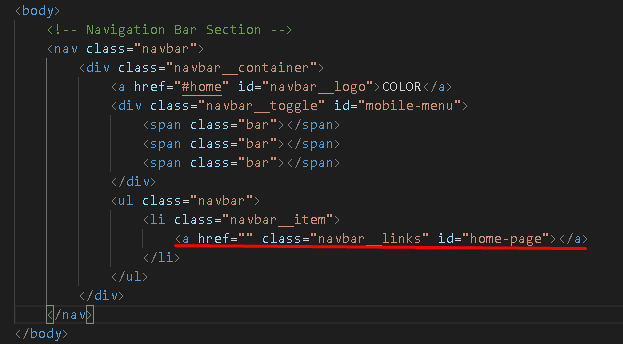 <body>
<!-- Navigation Bar Section -->
<nav class="navbar">
<div class="navbar__container">
<a href="#home" id="navbar__logo">COLOR</a>
<div class="navbar__toggle" id="mobile-menu">
<span class="bar"></span>
<span class="bar"></span>
<span class="bar"></span>
</div>
<ul class="navbar">
<li class="navbar__item">
<a href="" class="navbar__links" id="home-page"></a>
</li>
</ul>
</div>
</nav>
</body>